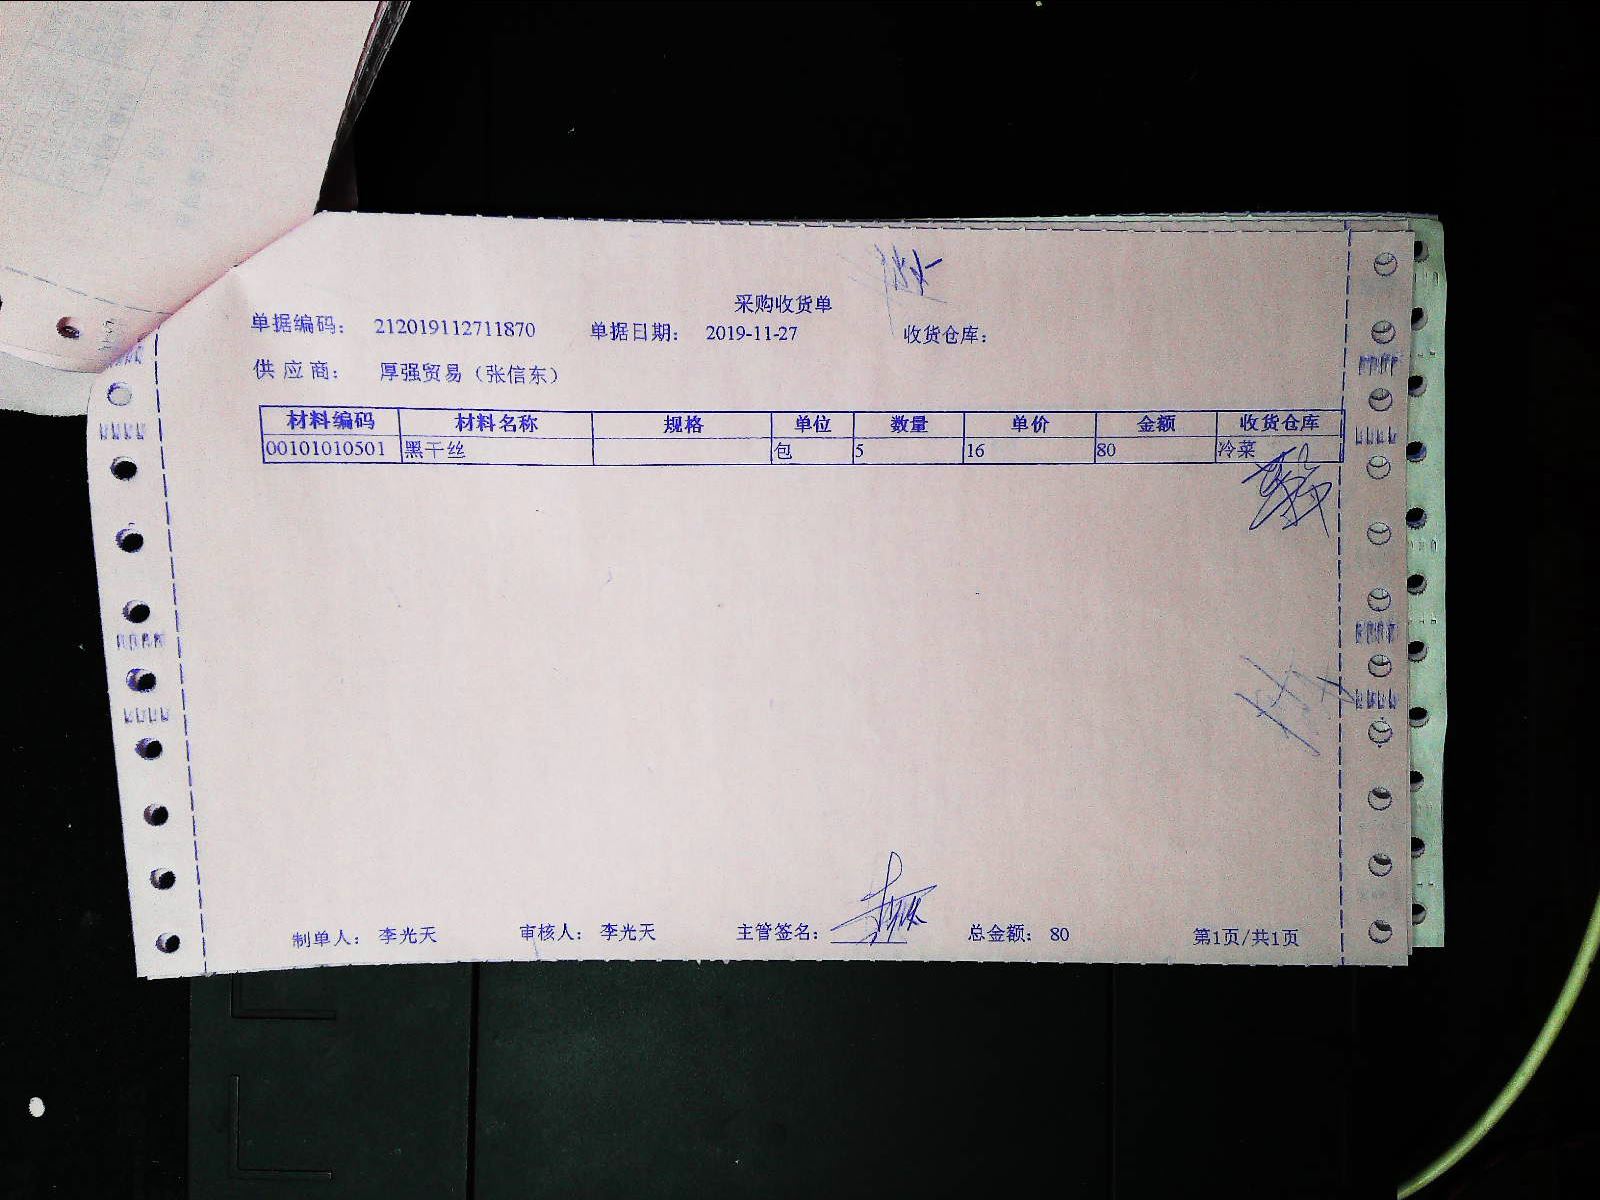 采购收货单
单据编码: 212019112711870 单据日期: 2019-11-27 收货仓库:
供应商: 厚强贸易（张信东）
材料编码 材料名称 规格 单位 数量 单价 金额 收货仓库
00101010501 黑干丝 包 5 16 80 冷菜
制单人: 李光天 审核人: 李光天 主管签名: 总金额: 80 第1页/共1页